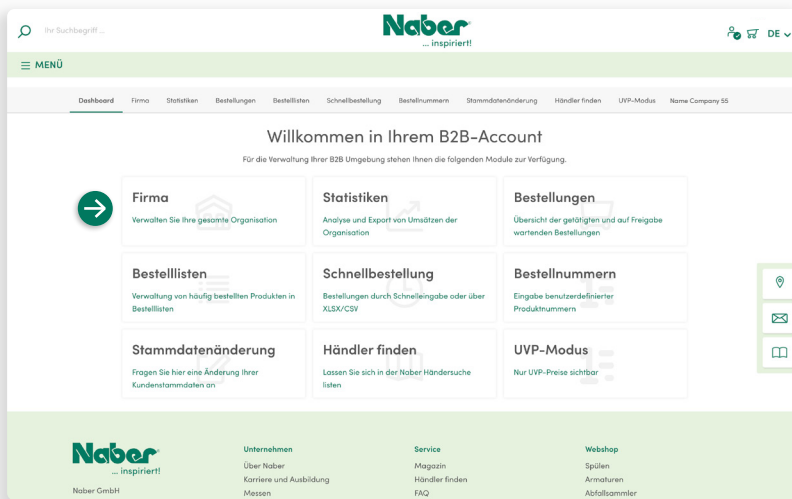 Ihr Suchbegriff ...
Naber
... inspiriert!
DE
MENÜ
Dashboard Firma Statistiken Bestellungen Bestelllisten Schnellbestellung Bestellnummern Stammdatenänderung Händler finden UVP-Modus Name Company 55
Willkommen in Ihrem B2B-Account
Für die Verwaltung Ihrer B2B Umgebung stehen Ihnen die folgenden Module zur Verfügung.
Firma
Verwalten Sie Ihre gesamte Organisation
Statistiken
Analyse und Export von Umsätzen der
Organisation
Bestellungen
Übersicht der getätigten und auf Freigabe
wartenden Bestellungen
Bestelllisten
Verwaltung von häufig bestellten Produkten in
Bestelllisten
Schnellbestellung
Bestellungen durch Schnelleingabe oder über
XLSX/CSV
Bestellnummern
Eingabe benutzerdefinierter
Produktnummern
Stammdatenänderung
Fragen Sie hier eine Änderung Ihrer
Kundenstammdaten an
Händler finden
Lassen Sie sich in der Naber Händersuche
listen
UVP-Modus
Nur UVP-Preise sichtbar
Naber
... inspiriert!
Naber GmbH
Unternehmen
Über Naber
Karriere und Ausbildung
Messen
Service
Magazin
Händler finden
FAQ
Webshop
Spülen
Armaturen
Abfallsammler